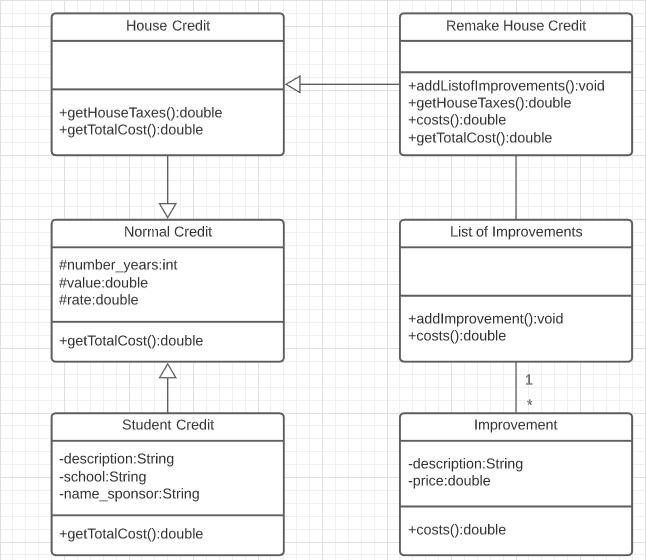 House Credit
+getHouseTaxes():double
+getTotalCost():double
Remake House Credit
+addListofImprovements():void
+getHouseTaxes():double
+costs():double
+getTotalCost():double
Normal Credit
#number_years:int
#value:double
#rate:double
+getTotalCost():double
List of Improvements
+addImprovement():void
+costs():double
1
*
Student Credit
-description:String
-school:String
-name_sponsor:String
+getTotalCost():double
Improvement
-description:String
-price:double
+costs():double